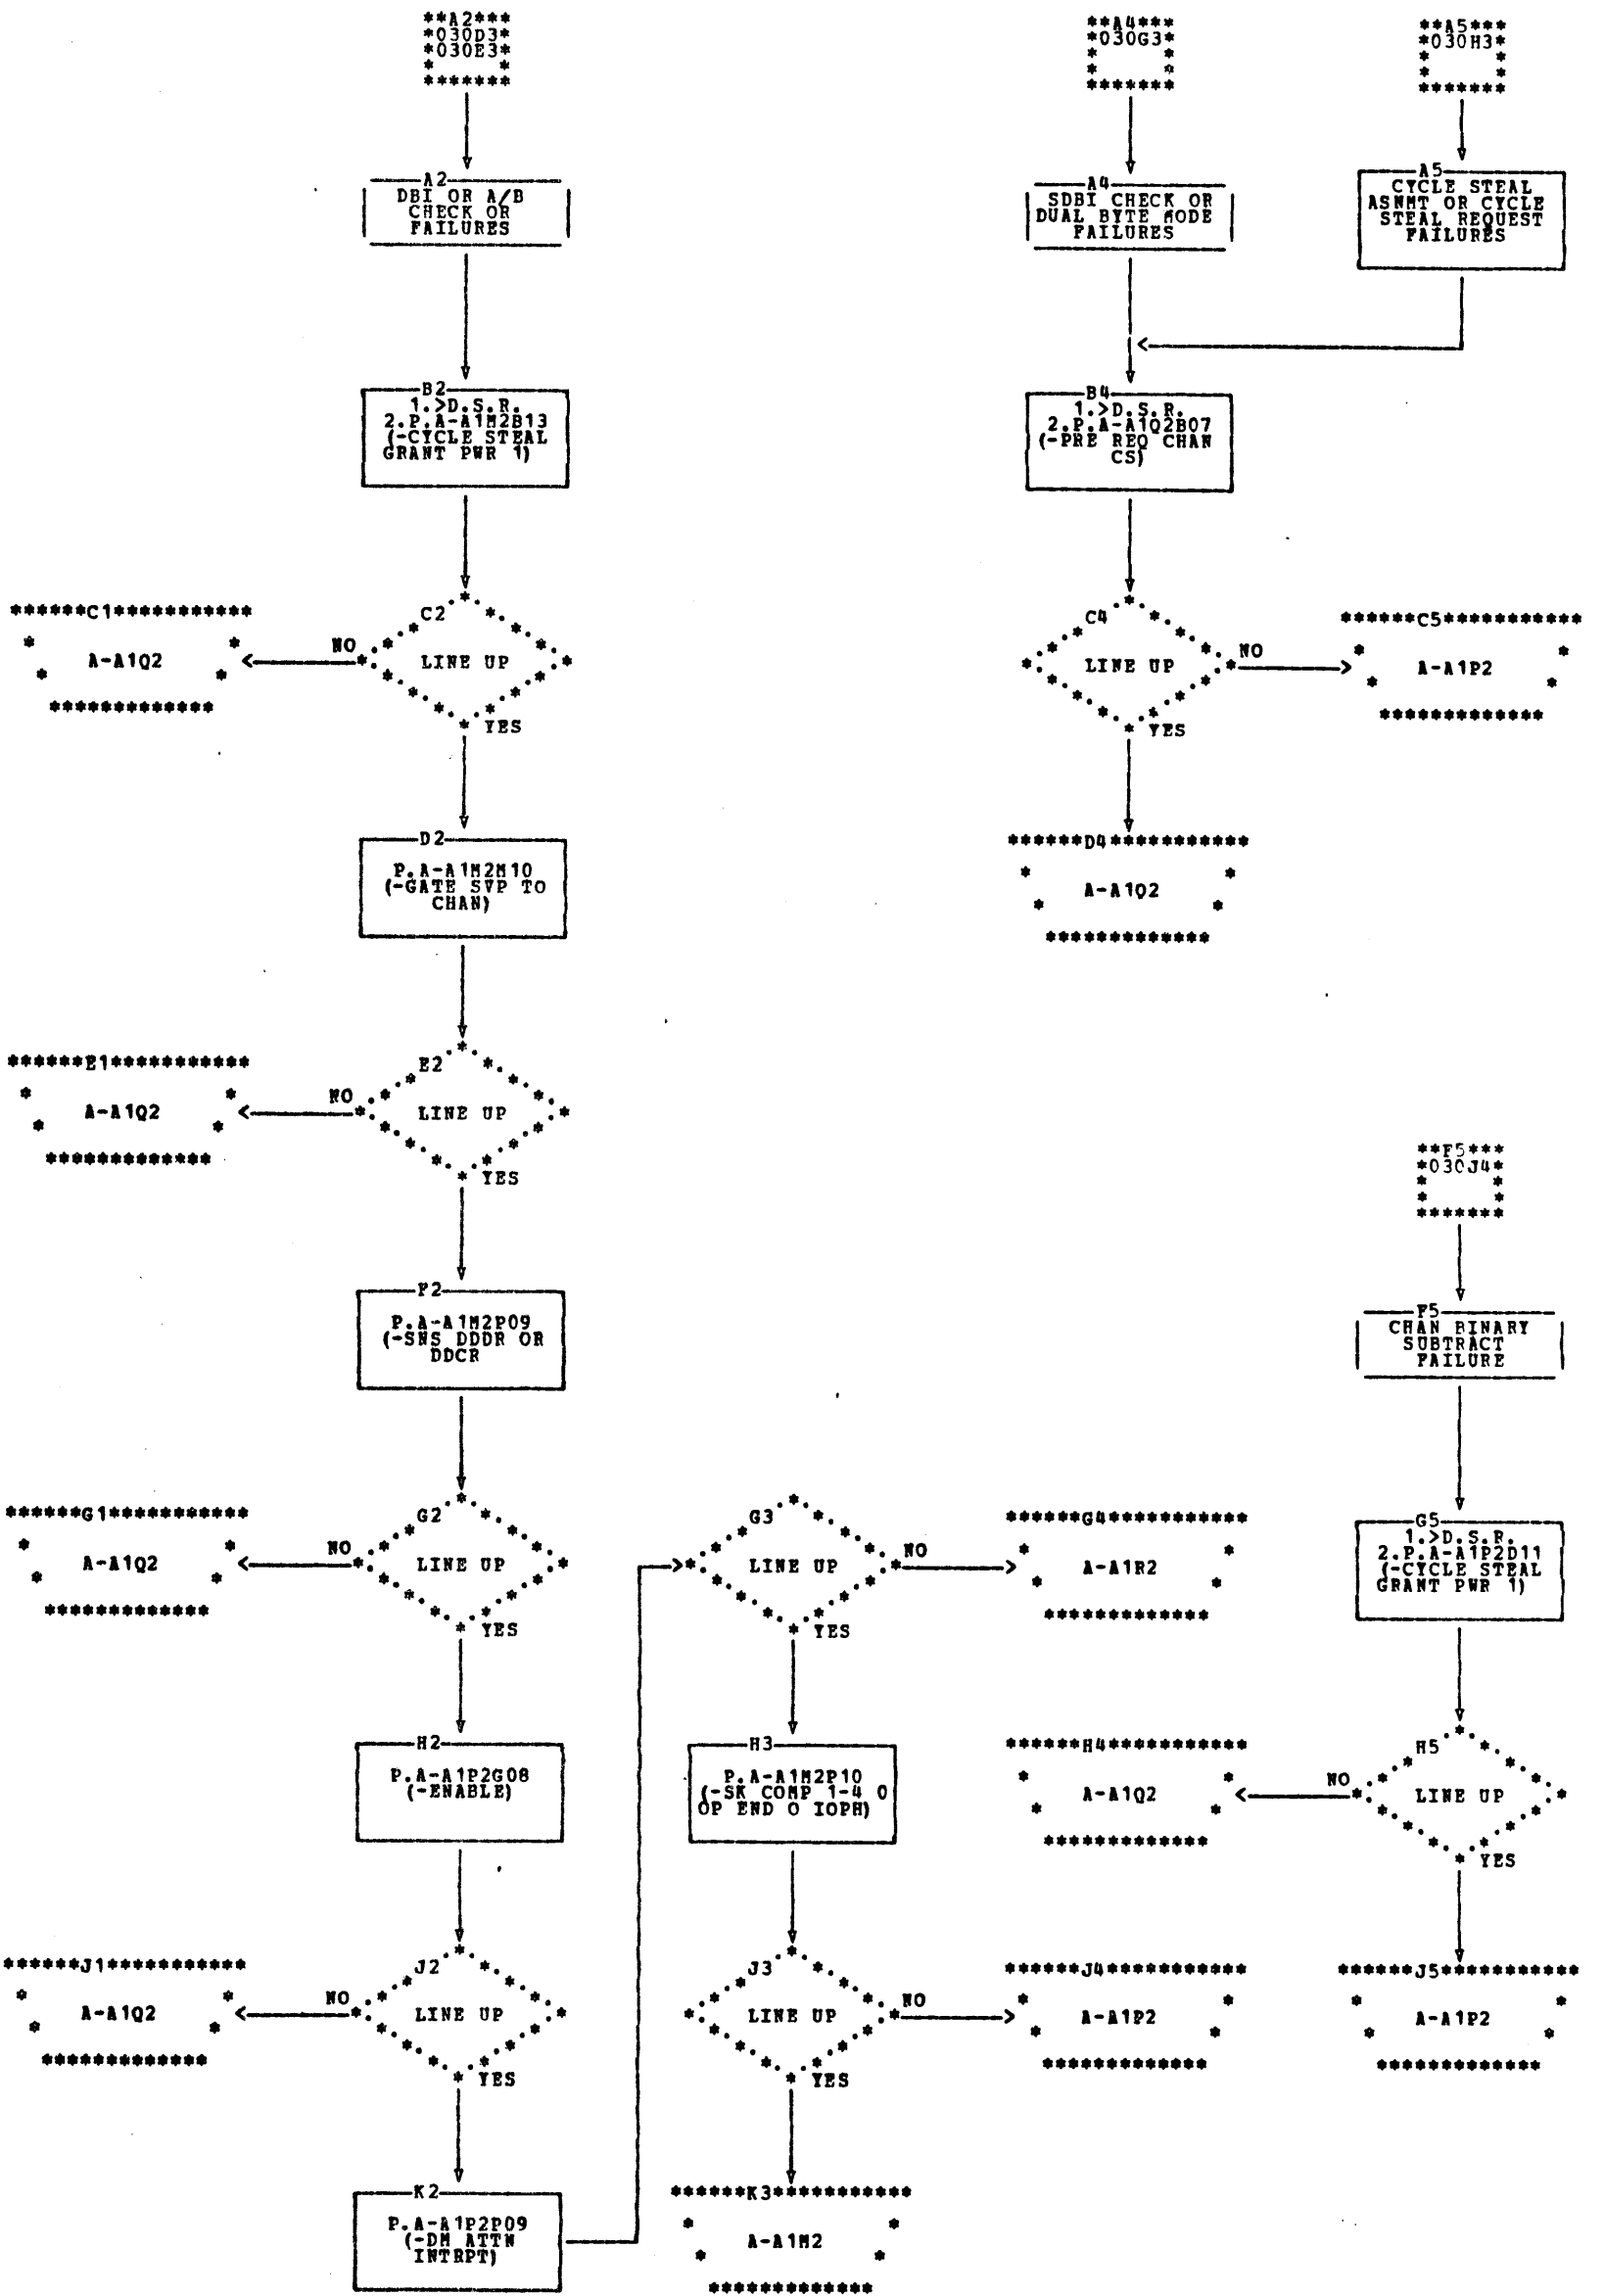 **A2***
*030D3*
*030E3*
*     *
*******
A2
DBI OR A/B
CHECK OR
FAILURES
B2
1.>D.S.R.
2.P.A-A1M2B13
(-CYCLE STEAL
GRANT PWR 1)
C2
LINE UP
NO
YES
******C1***********
A-A1Q2
*************
D2
P.A-A1M2M10
(-GATE SVP TO
CHAN)
E2
LINE UP
NO
YES
******E1***********
A-A1Q2
*************
F2
P.A-A1M2P09
(-SNS DDDR OR
DDCR
G2
LINE UP
NO
YES
******G1***********
A-A1Q2
*************
H2
P.A-A1P2G08
(-ENABLE)
J2
LINE UP
NO
YES
******J1***********
A-A1Q2
*************
K2
P.A-A1P2P09
(-DM ATTN
INTRPT)
G3
LINE UP
NO
YES
******G4***********
A-A1R2
*************
H3
P.A-A1M2P10
(-SK COMP 1-4 O
OP END O IOPH)
J3
LINE UP
NO
YES
******J4***********
A-A1P2
*************
******K3***********
A-A1M2
*************
**A4***
*030G3*
*     *
*     *
*******
A4
SDBI CHECK OR
DUAL BYTE MODE
FAILURES
**A5***
*030H3*
*     *
*     *
*******
A5
CYCLE STEAL
ASNMT OR CYCLE
STEAL REQUEST
FAILURES
B4
1.>D.S.R.
2.P.A-A1Q2B07
(-PRE REQ CHAN
CS)
C4
LINE UP
NO
YES
******C5***********
A-A1P2
*************
******D4***********
A-A1Q2
*************
**F5***
*030J4*
*     *
*     *
*******
F5
CHAN BINARY
SUBTRACT
FAILURE
G5
1.>D.S.R.
2.P.A-A1P2D11
(-CYCLE STEAL
GRANT PWR 1)
H5
LINE UP
NO
YES
******H4***********
A-A1Q2
*************
******J5***********
A-A1P2
*************